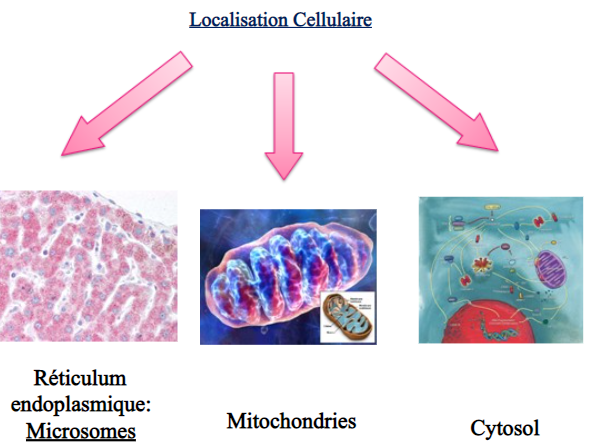 Localisation Cellulaire
Réticulum
endoplasmique:
Microsomes
Mitochondries
Cytosol